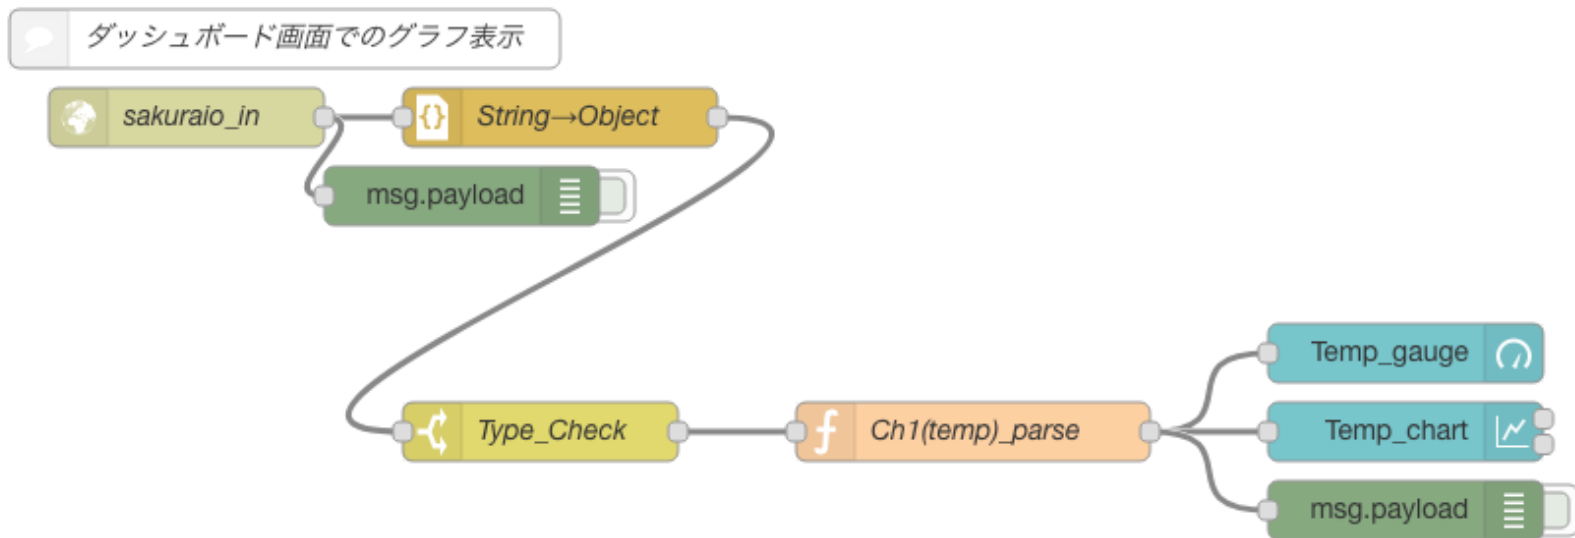 ダッシュボード画面でのグラフ表示
sakuraio_in
String→Object
msg.payload
Temp_gauge
Type_Check
Ch1(temp)_parse
Temp_chart
msg.payload